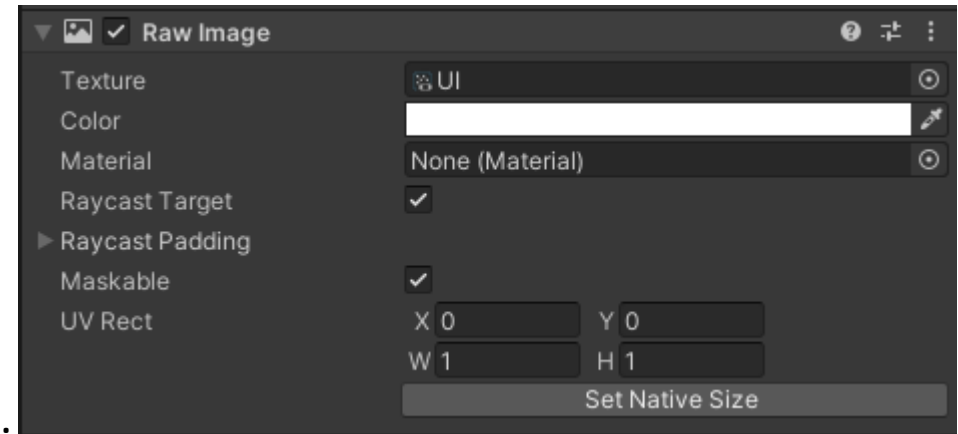 Raw Image
Texture UI
Color
Material None (Material)
Raycast Target
Raycast Padding
Maskable
UV Rect X 0 Y 0
W 1 H 1
Set Native Size